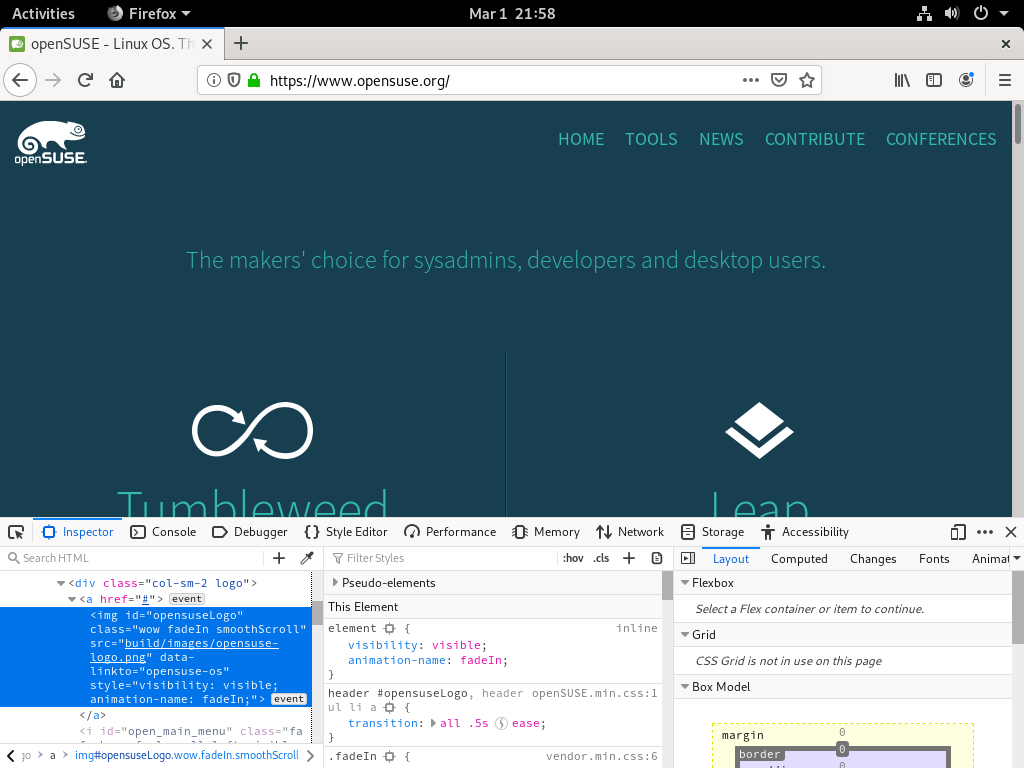 Activities
Firefox
Mar 1 21:58
openSUSE - Linux OS. Th
https://www.opensuse.org/
openSUSE.
HOME TOOLS NEWS CONTRIBUTE CONFERENCES
The makers' choice for sysadmins, developers and desktop users.
Tumbleweed
Leap
Inspector Console Debugger Style Editor Performance Memory Network Storage Accessibility
Search HTML
<div class="col-sm-2 logo">
<a href="#"> event
<img id="opensuseLogo"
class="wow fadeIn smoothScroll"
src="build/images/opensuse-
logo.png" data-
linkto="opensuse-os"
style="visibility: visible;
animation-name: fadeIn;"> event
</a>
<i id="open_main_menu" class="fa
go a img#opensuseLogo.wow.fadeIn.smoothScroll
Filter Styles :hov .cls
Pseudo-elements
This Element
element { inline
visibility: visible;
animation-name: fadeIn;
}
header #opensuseLogo, header openSUSE.min.css:1
ul li a {
transition: all .5s ease;
}
.fadeIn { vendor.min.css:6
Layout Computed Changes Fonts Animat
Flexbox
Select a Flex container or item to continue.
Grid
CSS Grid is not in use on this page
Box Model
margin 0
border 0
0